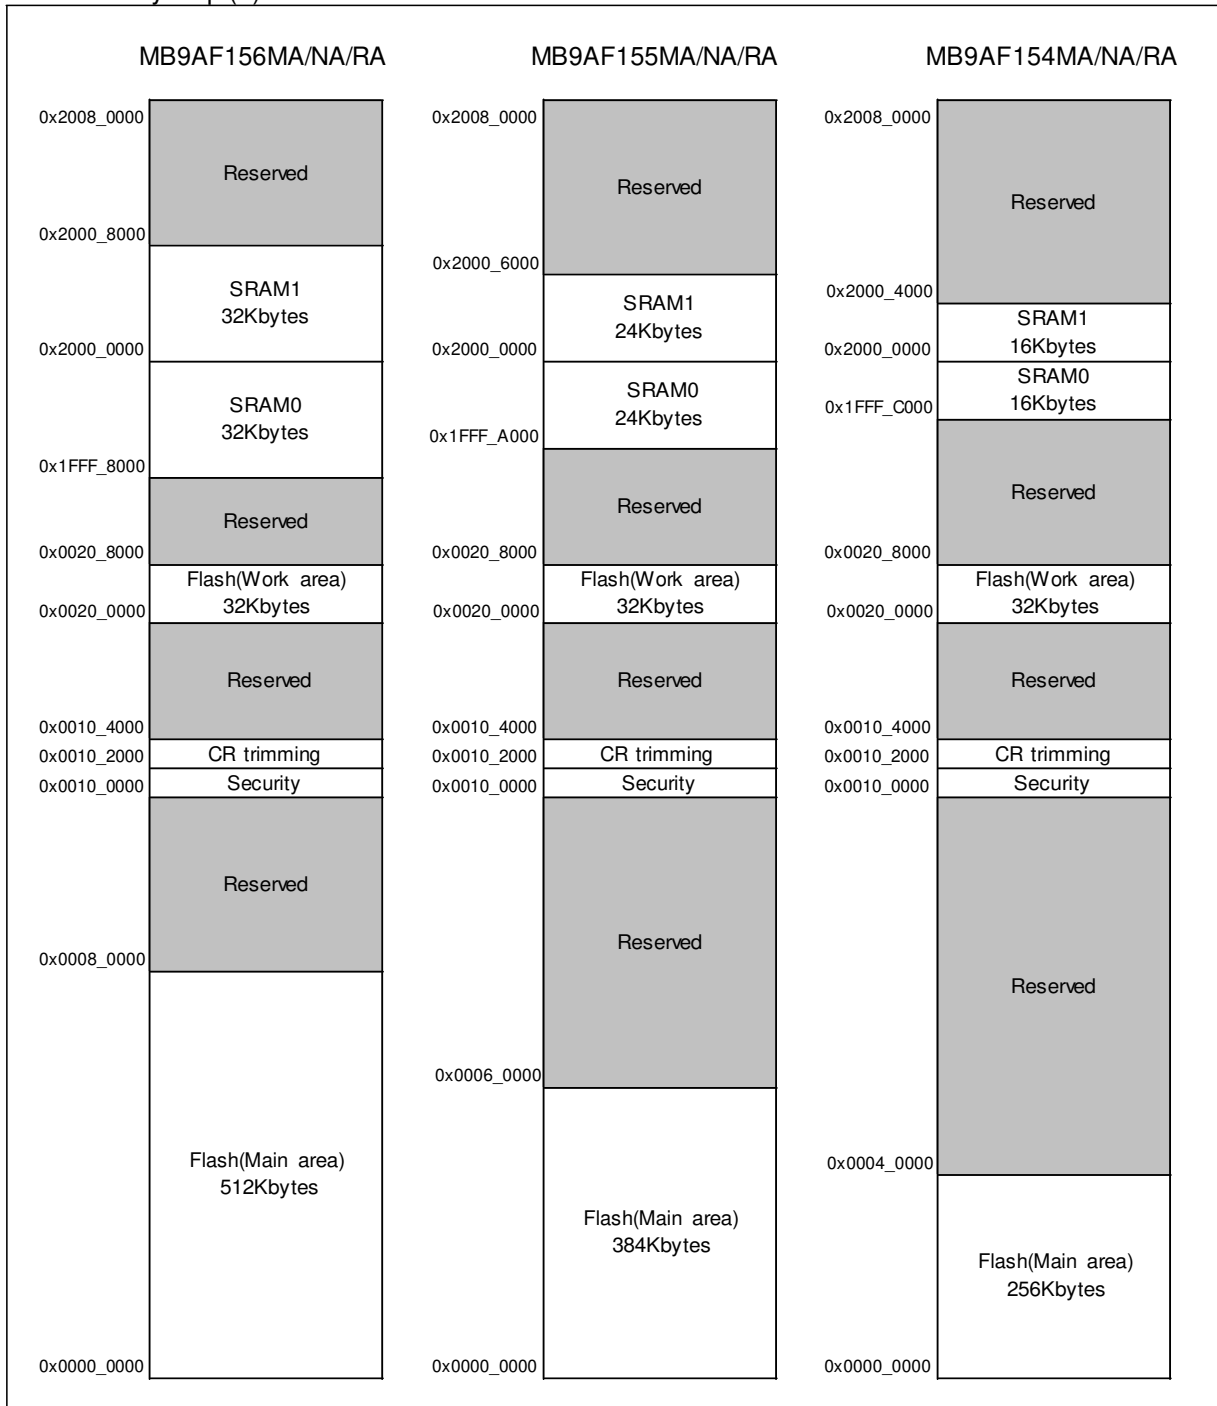 MB9AF156MA/NA/RA
0x2008_0000
Reserved
0x2000_8000
SRAM1
32Kbytes
0x2000_0000
SRAM0
32Kbytes
0x1FFF_8000
Reserved
0x0020_8000
Flash(Work area)
32Kbytes
0x0020_0000
Reserved
0x0010_4000
CR trimming
0x0010_2000
Security
0x0010_0000
Reserved
0x0008_0000
Flash(Main area)
512Kbytes
0x0000_0000
MB9AF155MA/NA/RA
0x2008_0000
Reserved
0x2000_6000
SRAM1
24Kbytes
0x2000_0000
SRAM0
24Kbytes
0x1FFF_A000
Reserved
0x0020_8000
Flash(Work area)
32Kbytes
0x0020_0000
Reserved
0x0010_4000
CR trimming
0x0010_2000
Security
0x0010_0000
Reserved
0x0006_0000
Flash(Main area)
384Kbytes
0x0000_0000
MB9AF154MA/NA/RA
0x2008_0000
Reserved
0x2000_4000
SRAM1
16Kbytes
0x2000_0000
SRAM0
16Kbytes
0x1FFF_C000
Reserved
0x0020_8000
Flash(Work area)
32Kbytes
0x0020_0000
Reserved
0x0010_4000
CR trimming
0x0010_2000
Security
0x0010_0000
Reserved
0x0004_0000
Flash(Main area)
256Kbytes
0x0000_0000